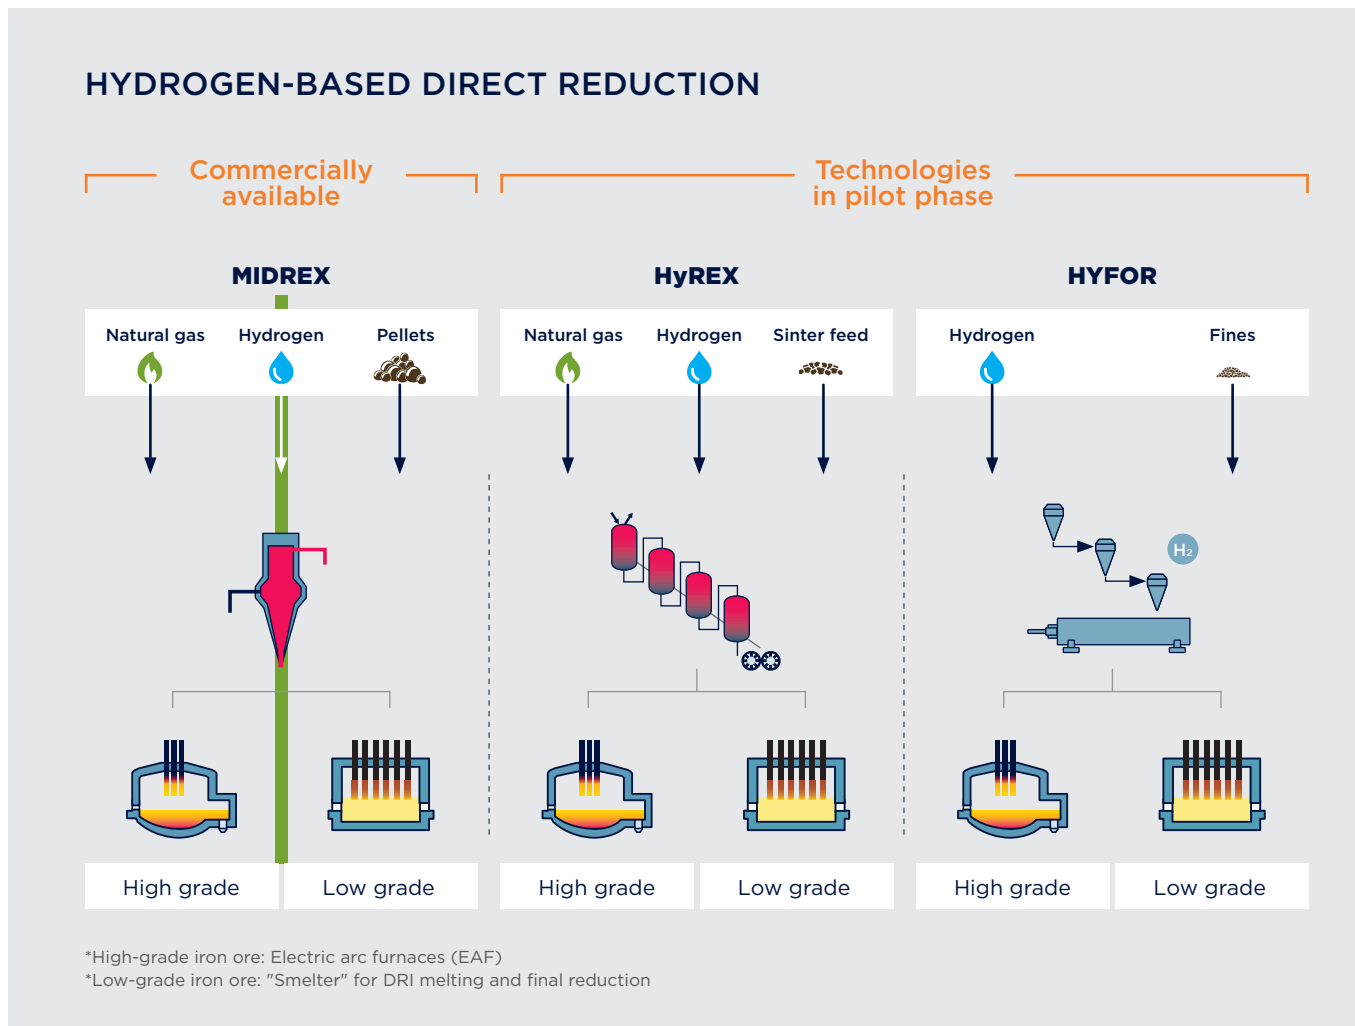 HYDROGEN-BASED DIRECT REDUCTION
Commercially
available
Technologies
in pilot phase
MIDREX
HyREX
HYFOR
Natural gas
Hydrogen
Pellets
Natural gas
Hydrogen
Sinter feed
Hydrogen
Fines
H₂
High grade
Low grade
High grade
Low grade
High grade
Low grade
*High-grade iron ore: Electric arc furnaces (EAF)
*Low-grade iron ore: "Smelter" for DRI melting and final reduction